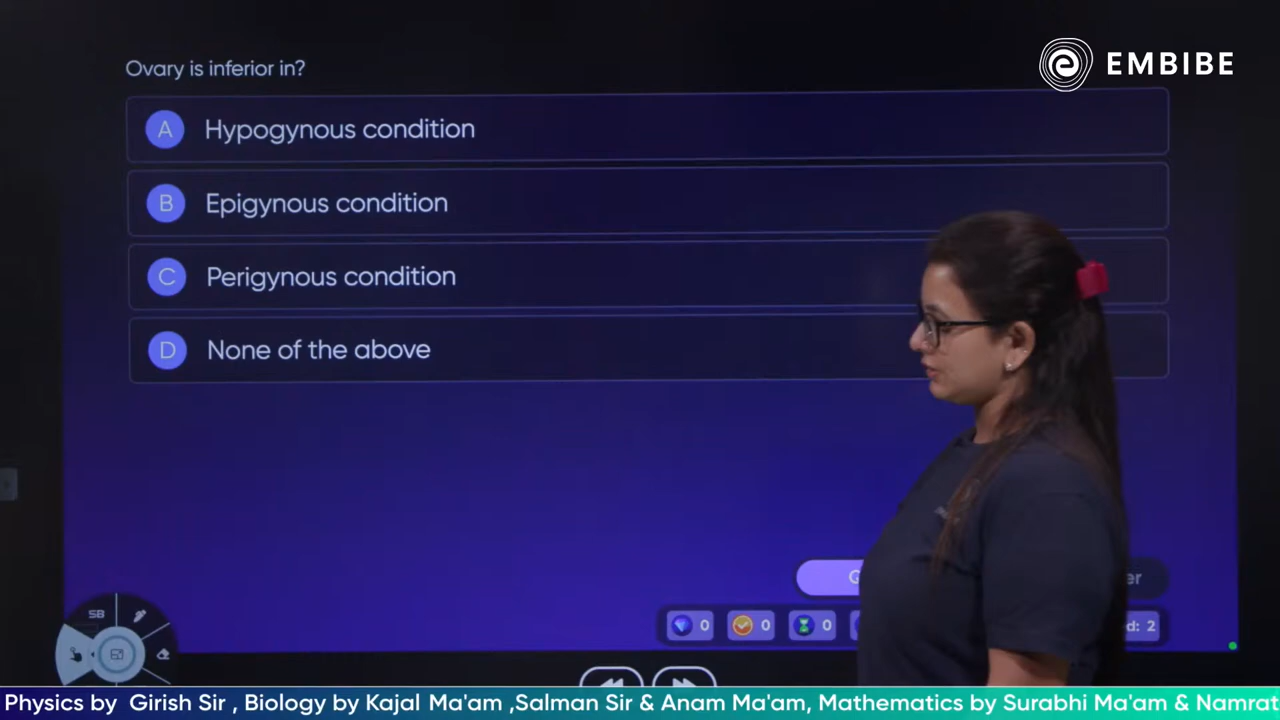 EMBIBE
Ovary is inferior in?
A Hypogynous condition
B Epigynous condition
C Perigynous condition
D None of the above
SB
0 0 0 d: 2
Physics by Girish Sir , Biology by Kajal Ma'am ,Salman Sir & Anam Ma'am, Mathematics by Surabhi Ma'am & Namrat